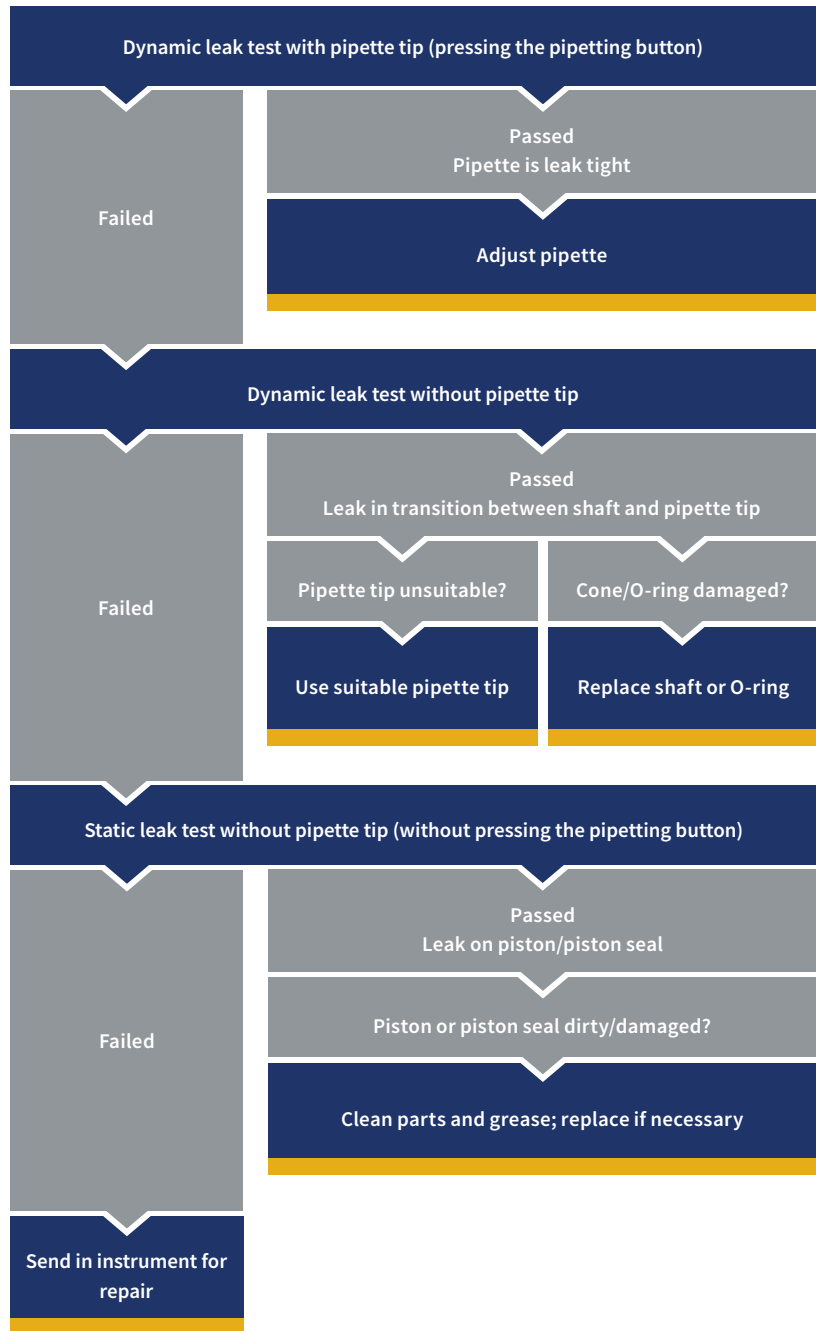 Dynamic leak test with pipette tip (pressing the pipetting button)
Failed
Passed
Pipette is leak tight
Adjust pipette
Dynamic leak test without pipette tip
Failed
Passed
Leak in transition between shaft and pipette tip
Pipette tip unsuitable?
Cone/O-ring damaged?
Use suitable pipette tip
Replace shaft or O-ring
Static leak test without pipette tip (without pressing the pipetting button)
Failed
Passed
Leak on piston/piston seal
Piston or piston seal dirty/damaged?
Clean parts and grease; replace if necessary
Send in instrument for
repair